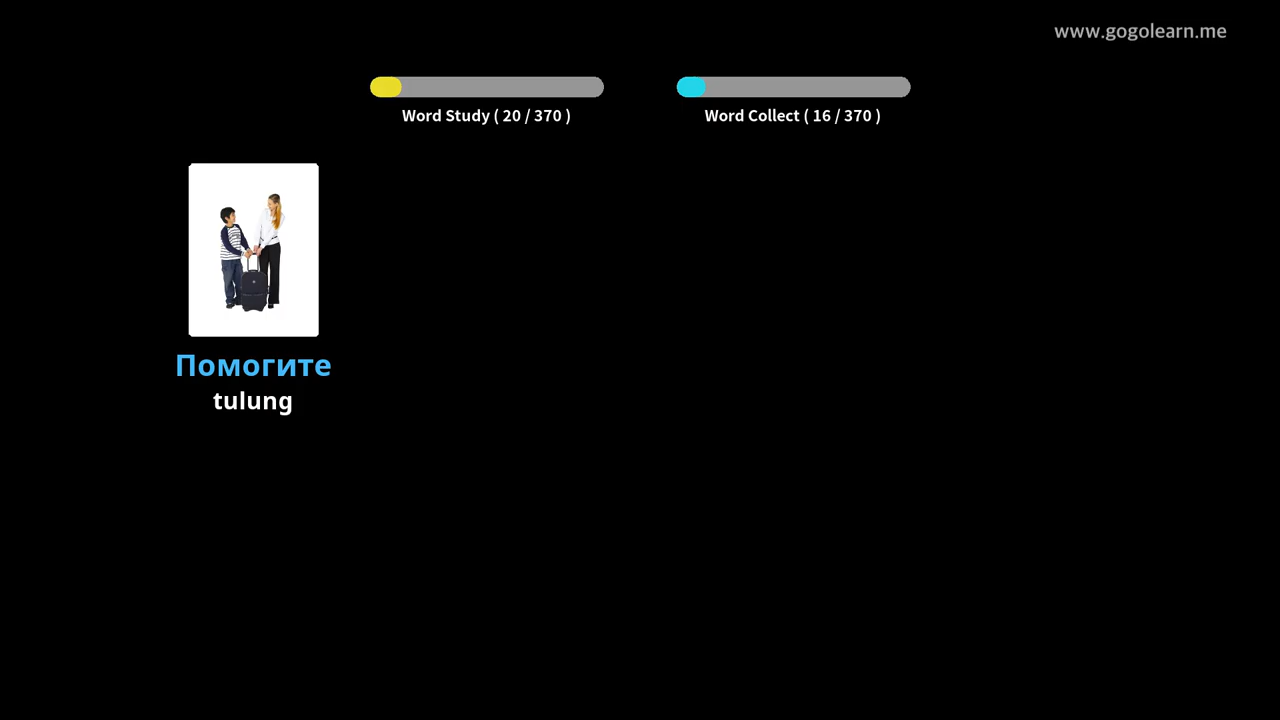 www.gogolearn.me
Word Study ( 20 / 370 )
Word Collect ( 16 / 370 )
Помогите
tulung